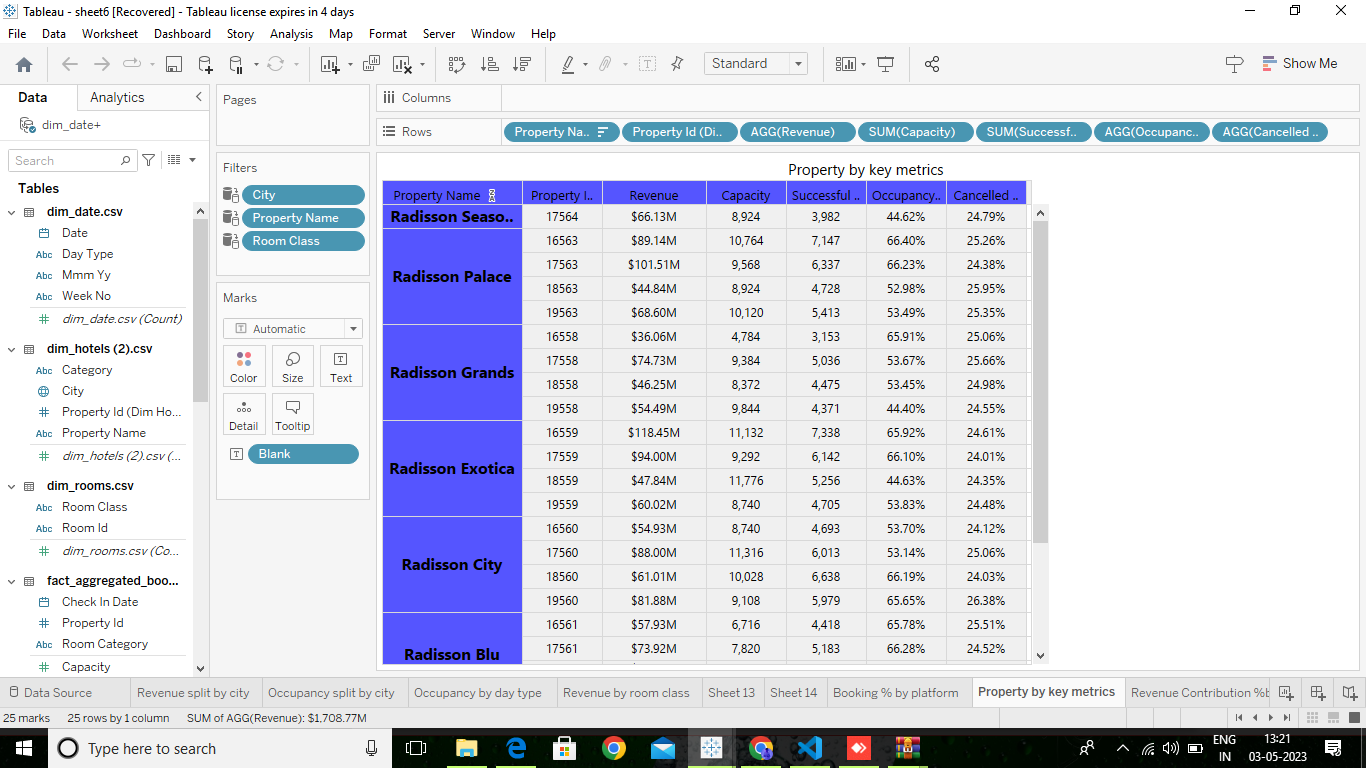 Tableau - sheet6 [Recovered] - Tableau license expires in 4 days
File Data Worksheet Dashboard Story Analysis Map Format Server Window Help
Standard
Show Me
Data Analytics
dim_date+
Search
Tables
dim_date.csv
Date
Abc Day Type
Abc Mmm Yy
Abc Week No
dim_date.csv (Count)
dim_hotels (2).csv
Abc Category
City
Property Id (Dim Ho...
Abc Property Name
dim_hotels (2).csv (...
dim_rooms.csv
Abc Room Class
Abc Room Id
dim_rooms.csv (Co...
fact_aggregated_boo...
Check In Date
Property Id
Abc Room Category
Capacity
Pages
Filters
City
Property Name
Room Class
Marks
Automatic
Color Size Text
Detail Tooltip
Blank
Columns
Rows Property Na.. Property Id (Di.. AGG(Revenue) SUM(Capacity) SUM(Successf.. AGG(Occupanc.. AGG(Cancelled ..
Property by key metrics
Property Name Property I.. Revenue Capacity Successful .. Occupancy.. Cancelled ..
Radisson Seaso.. 17564 $66.13M 8,924 3,982 44.62% 24.79%
Radisson Palace 16563 $89.14M 10,764 7,147 66.40% 25.26%
17563 $101.51M 9,568 6,337 66.23% 24.38%
18563 $44.84M 8,924 4,728 52.98% 25.95%
19563 $68.60M 10,120 5,413 53.49% 25.35%
Radisson Grands 16558 $36.06M 4,784 3,153 65.91% 25.06%
17558 $74.73M 9,384 5,036 53.67% 25.66%
18558 $46.25M 8,372 4,475 53.45% 24.98%
19558 $54.49M 9,844 4,371 44.40% 24.55%
Radisson Exotica 16559 $118.45M 11,132 7,338 65.92% 24.61%
17559 $94.00M 9,292 6,142 66.10% 24.01%
18559 $47.84M 11,776 5,256 44.63% 24.35%
19559 $60.02M 8,740 4,705 53.83% 24.48%
Radisson City 16560 $54.93M 8,740 4,693 53.70% 24.12%
17560 $88.00M 11,316 6,013 53.14% 25.06%
18560 $61.01M 10,028 6,638 66.19% 24.03%
19560 $81.88M 9,108 5,979 65.65% 26.38%
Radisson Blu 16561 $57.93M 6,716 4,418 65.78% 25.51%
17561 $73.92M 7,820 5,183 66.28% 24.52%
Data Source Revenue split by city Occupancy split by city Occupancy by day type Revenue by room class Sheet 13 Sheet 14 Booking % by platform Property by key metrics Revenue Contribution %b
25 marks 25 rows by 1 column SUM of AGG(Revenue): $1,708.77M
Type here to search
ENG 13:21
IN 03-05-2023